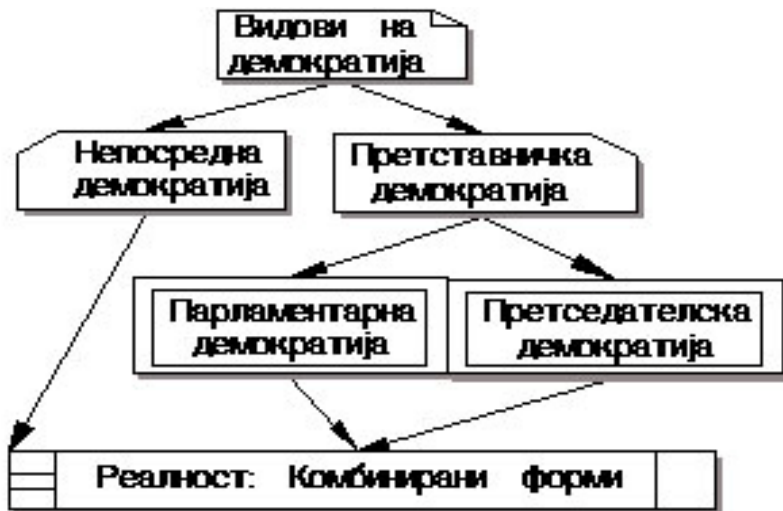 Видови на
демократија
Непосредна
демократија
Претставничка
демократија
Парламентарна
демократија
Претседателска
демократија
Реалност: Комбинирани форми